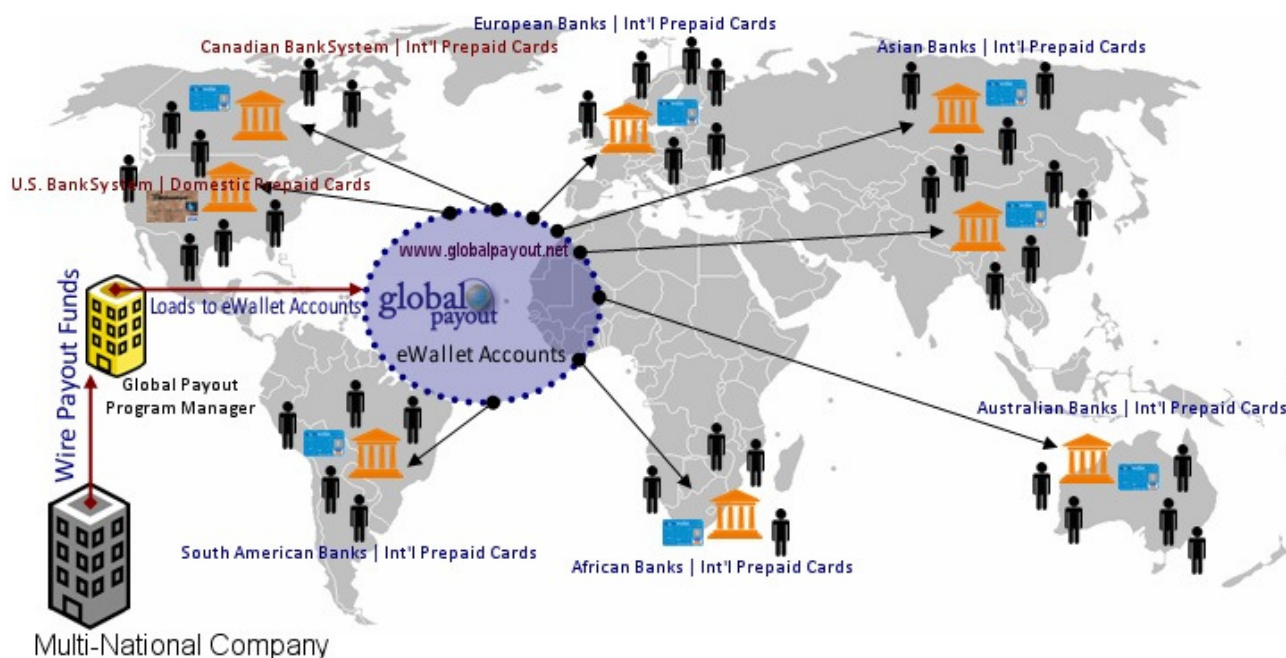 European Banks | Int'l Prepaid Cards
Canadian BankSystem | Int'l Prepaid Cards
Asian Banks | Int'l Prepaid Cards
U.S. BankSystem | Domestic Prepaid Cards
www.globalpayout.net
Wire Payout Funds
Loads to eWallet Accounts
global
payout
eWallet Accounts
Global Payout
Program Manager
Australian Banks | Int'l Prepaid Cards
South American Banks | Int'l Prepaid Cards
African Banks | Int'l Prepaid Cards
Multi-National Company